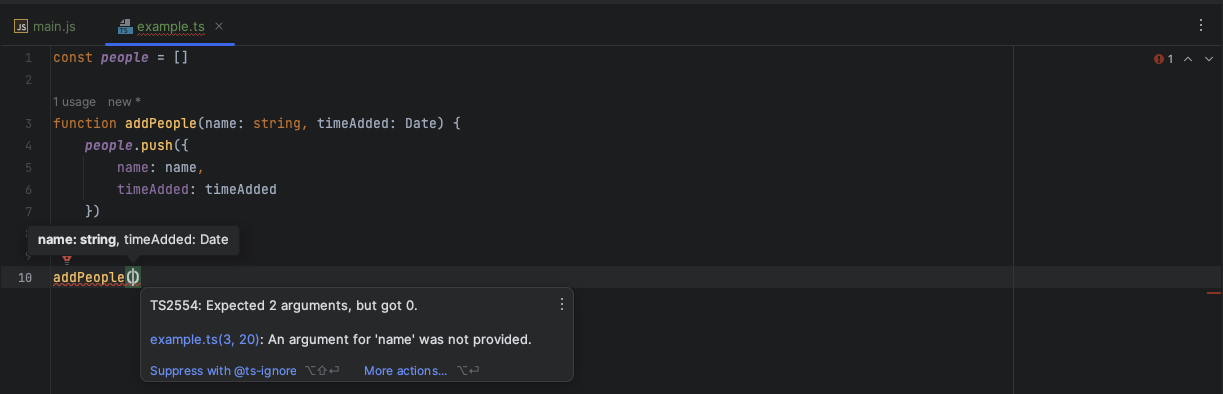 main.js example.ts
1 const people = [] 1
2
1 usage new *
3 function addPeople(name: string, timeAdded: Date) {
4 people.push({
5 name: name,
6 timeAdded: timeAdded
7 })
name: string, timeAdded: Date
10 addPeople()
TS2554: Expected 2 arguments, but got 0.
example.ts(3, 20): An argument for 'name' was not provided.
Suppress with @ts-ignore ⌥⇧⏎ More actions... ⌥⏎